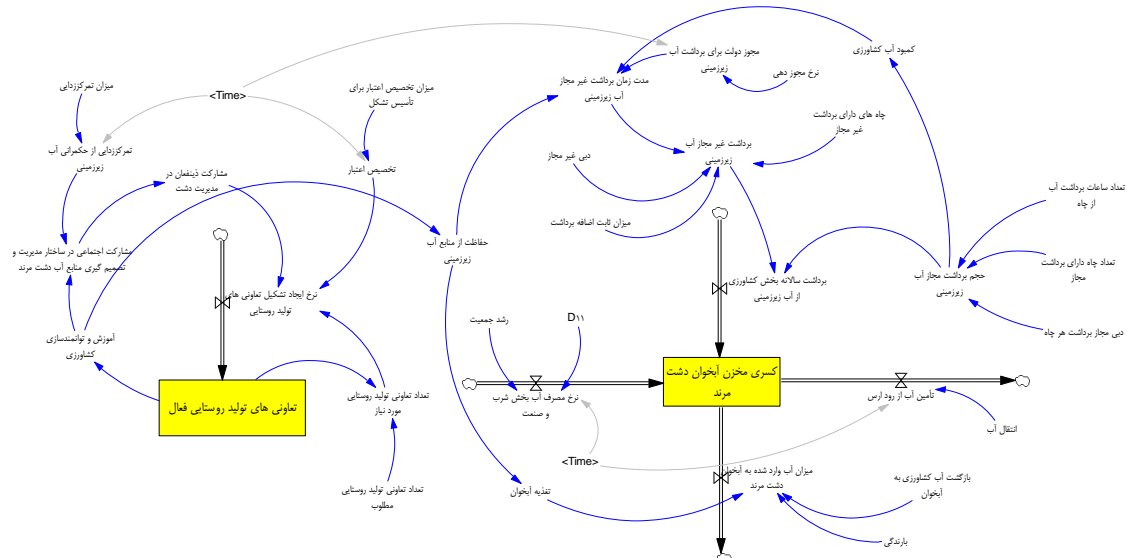 کمبود آب کشاورزی
مجوز دولت برای برداشت آب
زیرزمینی
نرخ مجوز دهی
مدت زمان برداشت غیر مجاز
آب زیرزمینی
میزان تخصیص اعتبار برای
تأسیس تشکل
میزان تمرکززدایی
<Time>
چاه های دارای برداشت
غیر مجاز
برداشت غیر مجاز آب
زیرزمینی
دبی غیر مجاز
تمرکززدایی از حکمرانی آب
زیرزمینی
تخصیص اعتبار
مشارکت ذینفعان در
مدیریت دشت
تعداد ساعات برداشت آب
از چاه
میزان ثابت اضافه برداشت
حفاظت از منابع آب
زیرزمینی
مشارکت اجتماعی در ساختار مدیریت و
تصمیم گیری منابع آب دشت مرند
تعداد چاه دارای برداشت
مجاز
حجم برداشت مجاز آب
زیرزمینی
برداشت سالانه بخش کشاورزی
از آب زیرزمینی
نرخ ایجاد تشکیل تعاونی های
تولید روستایی
رشد جمعیت
D۱۱
دبی مجاز برداشت هر چاه
آموزش و توانمندسازی
کشاورزی
کسری مخزن آبخوان دشت
مرند
تعاونی های تولید روستایی فعال
تعداد تعاونی تولید روستایی
مورد نیاز
نرخ مصرف آب بخش شرب
و صنعت
تأمین آب از رود ارس
انتقال آب
<Time>
میزان آب وارد شده به آبخوان
دشت مرند
بازگشت آب کشاورزی به
آبخوان
تعداد تعاونی تولید روستایی
مطلوب
تغذیه آبخوان
بارندگی